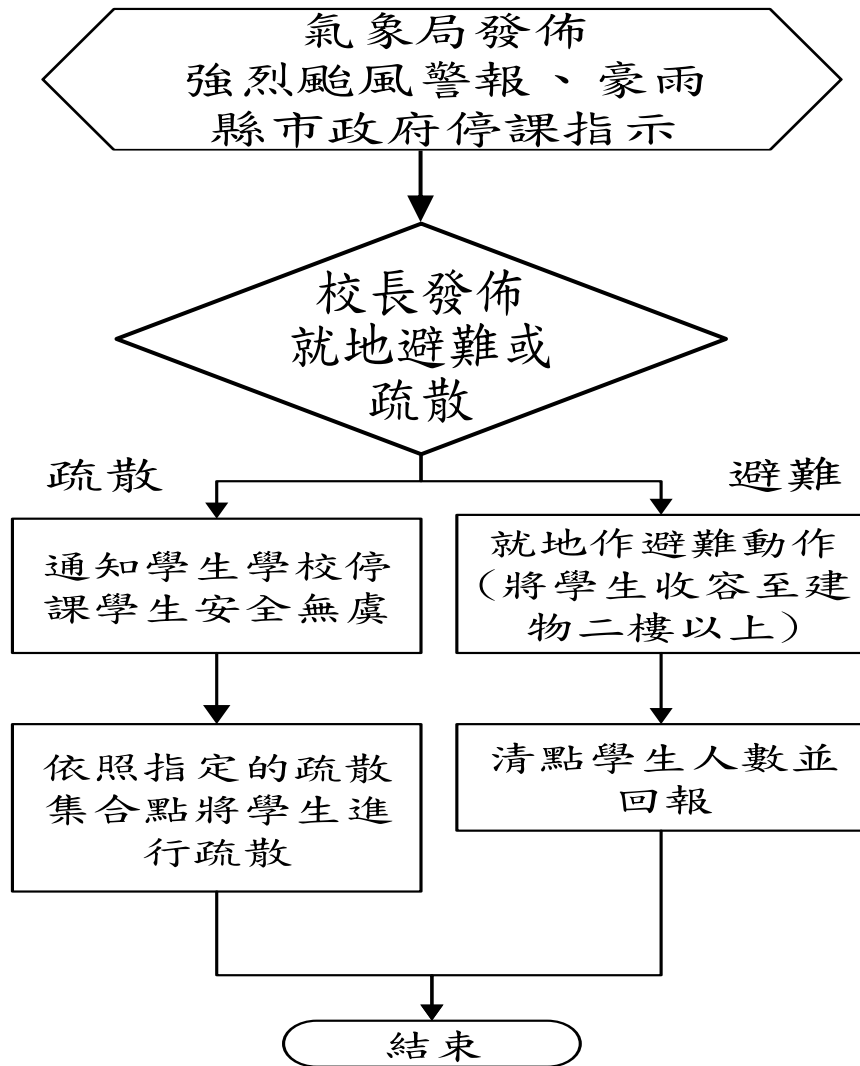 氣象局發佈
強烈颱風警報、豪雨
縣市政府停課指示
校長發佈
就地避難或
疏散
疏散
避難
通知學生學校停
課學生安全無虞
就地作避難動作
（將學生收容至建
物二樓以上）
依照指定的疏散
集合點將學生進
行疏散
清點學生人數並
回報
結束